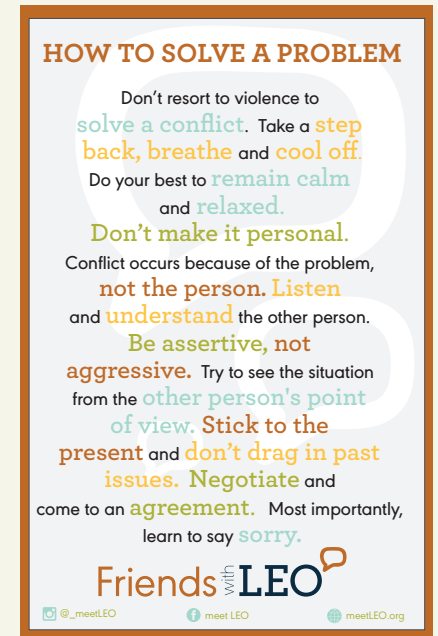 HOW TO SOLVE A PROBLEM
Don't resort to violence to
solve a conflict. Take a step
back, breathe and cool off.
Do your best to remain calm
and relaxed.
Don't make it personal.
Conflict occurs because of the problem,
not the person. Listen
and understand the other person.
Be assertive, not
aggressive. Try to see the situation
from the other person's point
of view. Stick to the
present and don't drag in past
issues. Negotiate and
come to an agreement. Most importantly,
learn to say sorry.
Friends with LEO
@_meetLEO meet LEO meetLEO.org